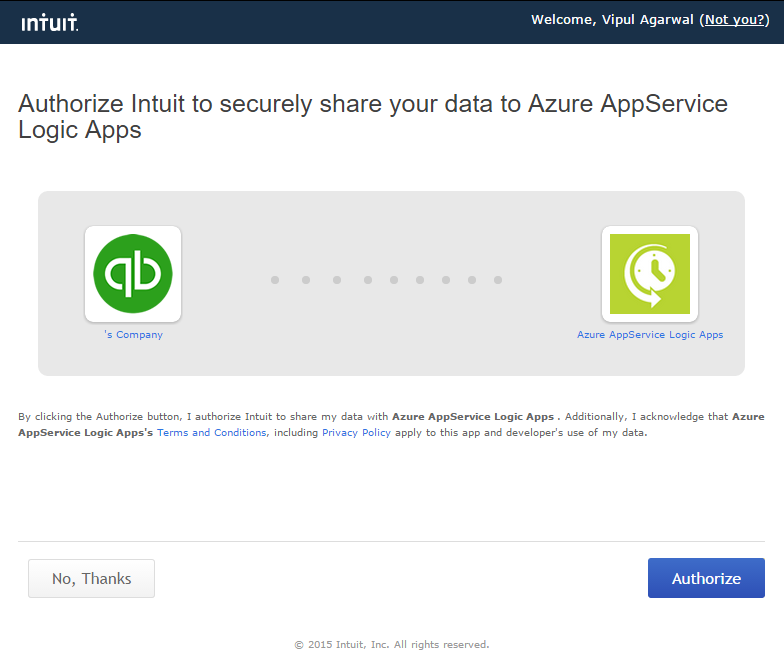 intuit.
Welcome, Vipul Agarwal (Not you?)
Authorize Intuit to securely share your data to Azure AppService
Logic Apps
qb
's Company
Azure AppService Logic Apps
By clicking the Authorize button, I authorize Intuit to share my data with Azure AppService Logic Apps . Additionally, I acknowledge that Azure
AppService Logic Apps's Terms and Conditions, including Privacy Policy apply to this app and developer's use of my data.
No, Thanks
Authorize
© 2015 Intuit, Inc. All rights reserved.